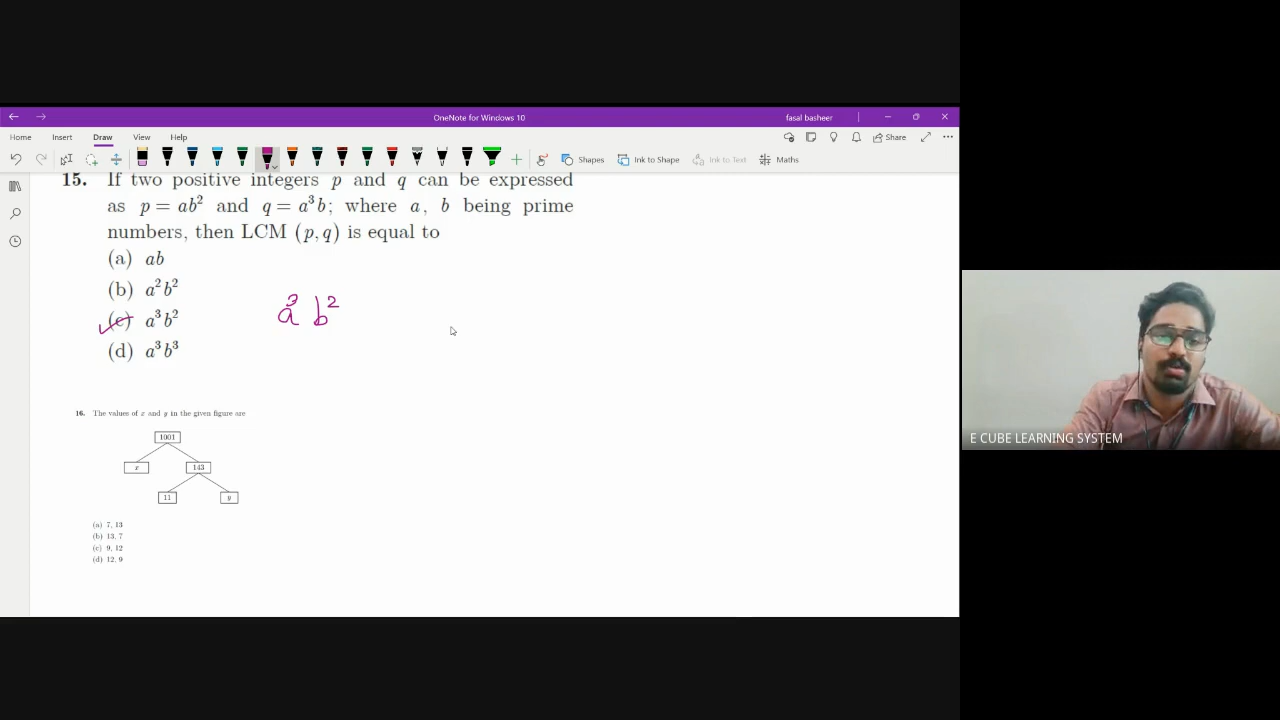 OneNote for Windows 10
fasal basheer
Home Insert Draw View Help
Share
Shapes Ink to Shape Ink to Text Maths
15. If two positive integers p and q can be expressed
as p = ab² and q = a³b; where a, b being prime
numbers, then LCM (p, q) is equal to
(a) ab
(b) a²b²
(c) a³b²
(d) a³b³
a³ b²
16. The values of x and y in the given figure are
1001
x 143
11 y
(a) 7, 13
(b) 13, 7
(c) 9, 12
(d) 12, 9
E CUBE LEARNING SYSTEM